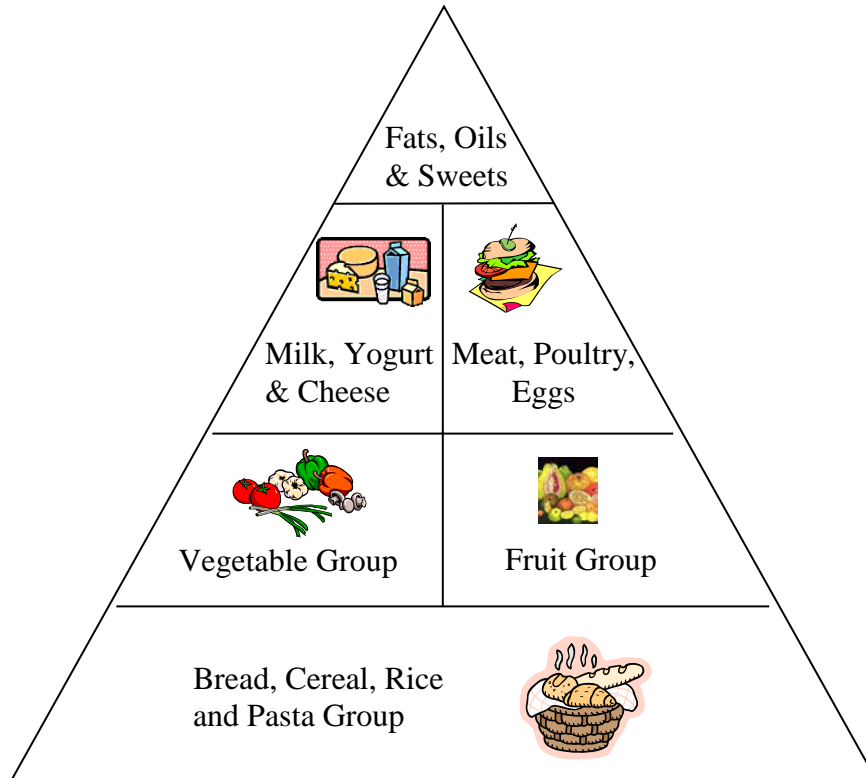 Fats, Oils
& Sweets
Milk, Yogurt
& Cheese
Meat, Poultry,
Eggs
Vegetable Group
Fruit Group
Bread, Cereal, Rice
and Pasta Group